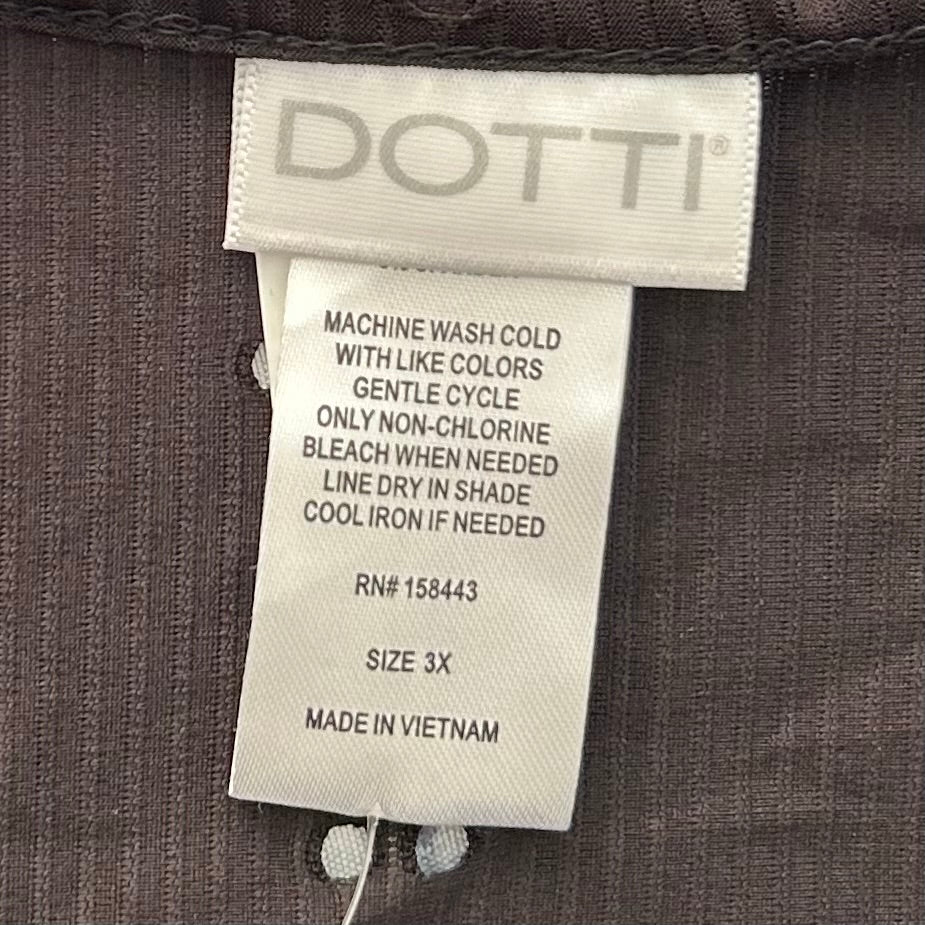 DOTTI®
MACHINE WASH COLD
WITH LIKE COLORS
GENTLE CYCLE
ONLY NON-CHLORINE
BLEACH WHEN NEEDED
LINE DRY IN SHADE
COOL IRON IF NEEDED
RN# 158443
SIZE 3X
MADE IN VIETNAM